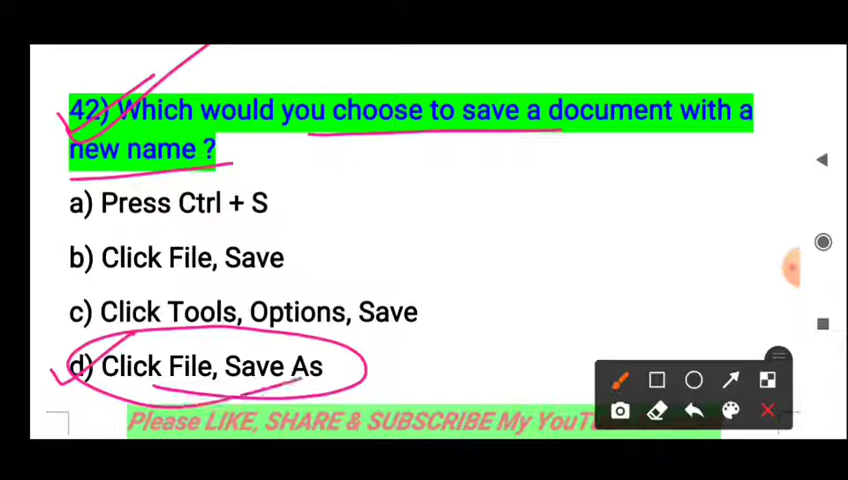 42) Which would you choose to save a document with a
new name ?
a) Press Ctrl + S
b) Click File, Save
c) Click Tools, Options, Save
d) Click File, Save As
Please LIKE, SHARE & SUBSCRIBE My